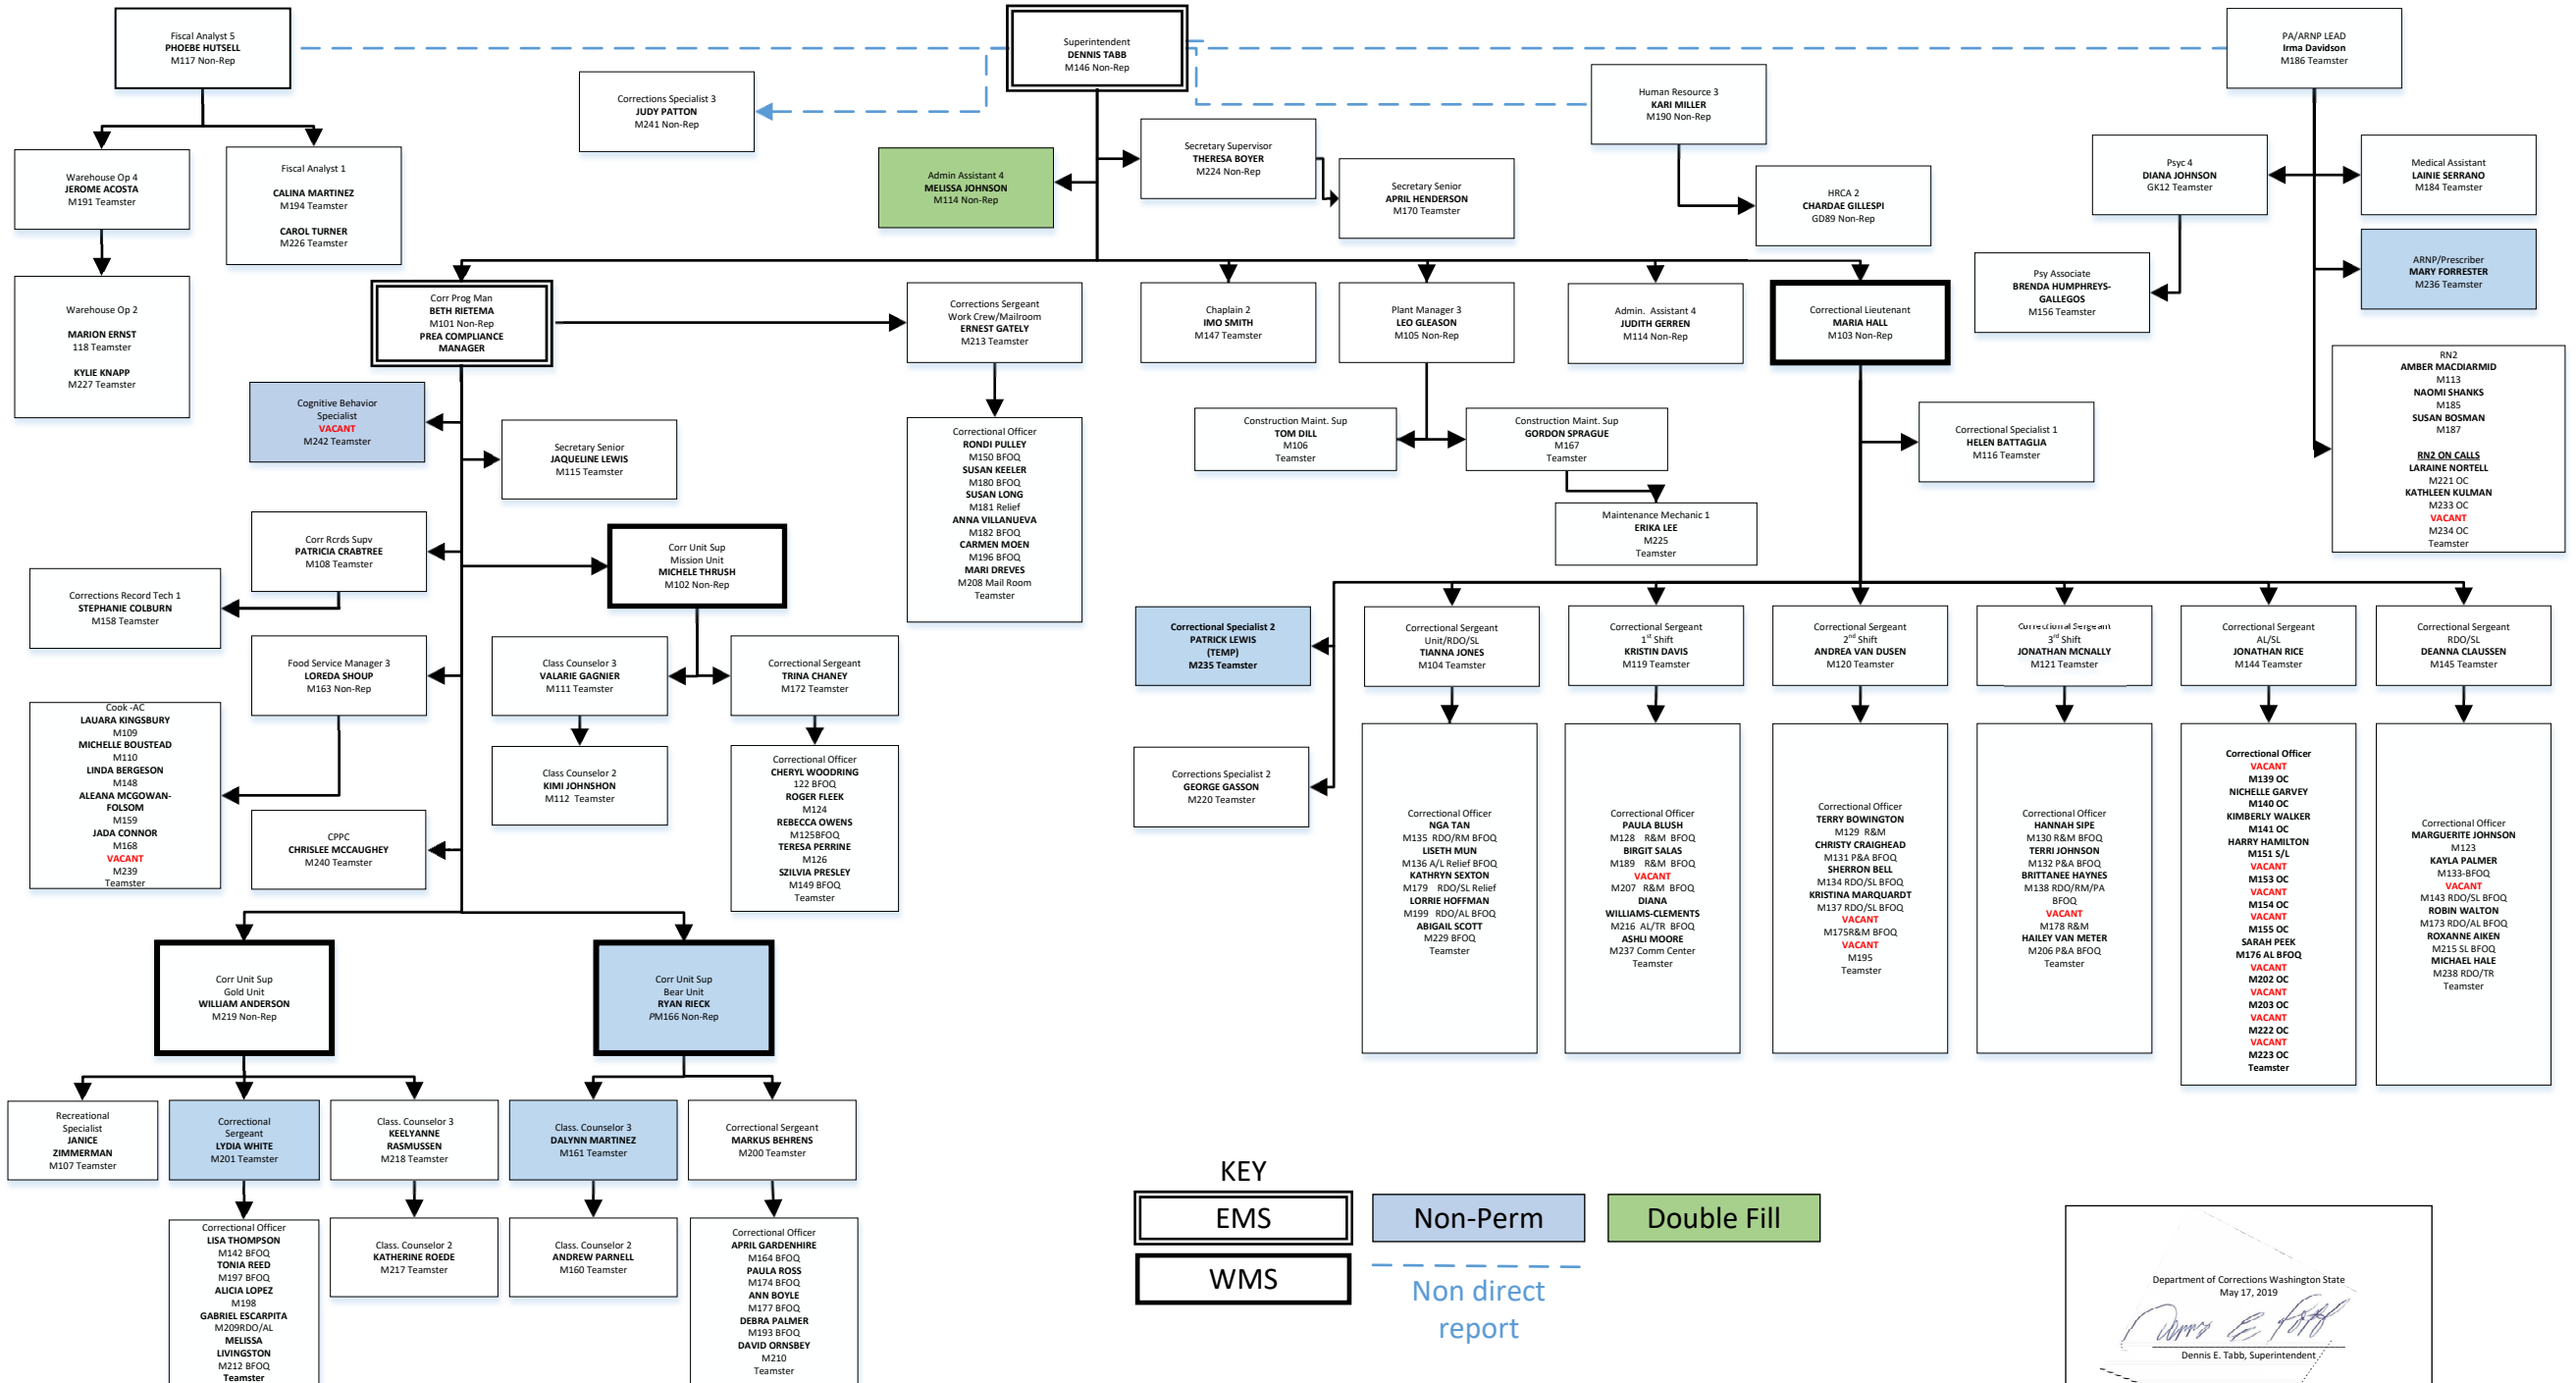 Fiscal Analyst 5
PHOEBE HUTSELL
M117 Non-Rep
Superintendent
DENNIS TABB
M146 Non-Rep
PA/ARNP LEAD
Irma Davidson
M186 Teamster
Corrections Specialist 3
JUDY PATTON
M241 Non-Rep
Human Resource 3
KARI MILLER
M190 Non-Rep
Warehouse Op 4
JEROME ACOSTA
M191 Teamster
Fiscal Analyst 1
CALINA MARTINEZ
M194 Teamster
CAROL TURNER
M226 Teamster
Admin Assistant 4
MELISSA JOHNSON
M114 Non-Rep
Secretary Supervisor
THERESA BOYER
M224 Non-Rep
Secretary Senior
APRIL HENDERSON
M170 Teamster
HRCA 2
CHARDAE GILLESPI
GD89 Non-Rep
Psyc 4
DIANA JOHNSON
GK12 Teamster
Medical Assistant
LAINIE SERRANO
M184 Teamster
Warehouse Op 2
MARION ERNST
118 Teamster
KYLIE KNAPP
M227 Teamster
Corr Prog Man
BETH RIETEMA
M101 Non-Rep
PREA COMPLIANCE
MANAGER
Corrections Sergeant
Work Crew/Mailroom
ERNEST GATELY
M213 Teamster
Chaplain 2
IMO SMITH
M147 Teamster
Plant Manager 3
LEO GLEASON
M105 Non-Rep
Admin. Assistant 4
JUDITH GERREN
M114 Non-Rep
Correctional Lieutenant
MARIA HALL
M103 Non-Rep
Psy Associate
BRENDA HUMPHREYS-
GALLEGOS
M156 Teamster
ARNP/Prescriber
MARY FORRESTER
M236 Teamster
RN2
AMBER MACDIARMID
M113
NAOMI SHANKS
M185
SUSAN BOSMAN
M187
RN2 ON CALLS
LARAINE NORTELL
M221 OC
KATHLEEN KULMAN
M233 OC
VACANT
M234 OC
Teamster
Cognitive Behavior
Specialist
VACANT
M242 Teamster
Secretary Senior
JAQUELINE LEWIS
M115 Teamster
Correctional Officer
RONDI PULLEY
M150 BFOQ
SUSAN KEELER
M180 BFOQ
SUSAN LONG
M181 Relief
ANNA VILLANUEVA
M182 BFOQ
CARMEN MOEN
M196 BFOQ
MARI DREVES
M208 Mail Room
Teamster
Construction Maint. Sup
TOM DILL
M106
Teamster
Construction Maint. Sup
GORDON SPRAGUE
M167
Teamster
Correctional Specialist 1
HELEN BATTAGLIA
M116 Teamster
Maintenance Mechanic 1
ERIKA LEE
M225
Teamster
Corr Rcrds Supv
PATRICIA CRABTREE
M108 Teamster
Corr Unit Sup
Mission Unit
MICHELE THRUSH
M102 Non-Rep
Corrections Record Tech 1
STEPHANIE COLBURN
M158 Teamster
Food Service Manager 3
LOREDA SHOUP
M163 Non-Rep
Class Counselor 3
VALARIE GAGNIER
M111 Teamster
Correctional Sergeant
TRINA CHANEY
M172 Teamster
Correctional Specialist 2
PATRICK LEWIS
(TEMP)
M235 Teamster
Correctional Sergeant
Unit/RDO/SL
TIANNA JONES
M104 Teamster
Correctional Sergeant
1st Shift
KRISTIN DAVIS
M119 Teamster
Correctional Sergeant
2nd Shift
ANDREA VAN DUSEN
M120 Teamster
Correctional Sergeant
3rd Shift
JONATHAN MCNALLY
M121 Teamster
Correctional Sergeant
AL/SL
JONATHAN RICE
M144 Teamster
Correctional Sergeant
RDO/SL
DEANNA CLAUSSEN
M145 Teamster
Cook -AC
LAUARA KINGSBURY
M109
MICHELLE BOUSTEAD
M110
LINDA BERGESON
M148
ALEANA MCGOWAN-
FOLSOM
M159
JADA CONNOR
M168
VACANT
M239
Teamster
Class Counselor 2
KIMI JOHNSHON
M112 Teamster
Correctional Officer
CHERYL WOODRING
122 BFOQ
ROGER FLEEK
M124
REBECCA OWENS
M125BFOQ
TERESA PERRINE
M126
SZILVIA PRESLEY
M149 BFOQ
Teamster
CPPC
CHRISLEE MCCAUGHEY
M240 Teamster
Corrections Specialist 2
GEORGE GASSON
M220 Teamster
Correctional Officer
NGA TAN
M135 RDO/RM BFOQ
LISETH MUN
M136 A/L Relief BFOQ
KATHRYN SEXTON
M179 RDO/SL Relief
LORRIE HOFFMAN
M199 RDO/AL BFOQ
ABIGAIL SCOTT
M229 BFOQ
Teamster
Correctional Officer
PAULA BLUSH
M128 R&M BFOQ
BIRGIT SALAS
M189 R&M BFOQ
VACANT
M207 R&M BFOQ
DIANA
WILLIAMS-CLEMENTS
M216 AL/TR BFOQ
ASHLI MOORE
M237 Comm Center
Teamster
Correctional Officer
TERRY BOWINGTON
M129 R&M
CHRISTY CRAIGHEAD
M131 P&A BFOQ
SHERRON BELL
M134 RDO/SL BFOQ
KRISTINA MARQUARDT
M137 RDO/SL BFOQ
VACANT
M175R&M BFOQ
VACANT
M195
Teamster
Correctional Officer
HANNAH SIPE
M130 R&M BFOQ
TERRI JOHNSON
M132 P&A BFOQ
BRITTANEE HAYNES
M138 RDO/RM/PA
BFOQ
VACANT
M178 R&M
HAILEY VAN METER
M206 P&A BFOQ
Teamster
Correctional Officer
VACANT
M139 OC
NICHELLE GARVEY
M140 OC
KIMBERLY WALKER
M141 OC
HARRY HAMILTON
M151 S/L
VACANT
M153 OC
VACANT
M154 OC
VACANT
M155 OC
SARAH PEEK
M176 AL BFOQ
VACANT
M202 OC
VACANT
M203 OC
VACANT
M222 OC
VACANT
M223 OC
Teamster
Correctional Officer
MARGUERITE JOHNSON
M123
KAYLA PALMER
M133-BFOQ
VACANT
M143 RDO/SL BFOQ
ROBIN WALTON
M173 RDO/AL BFOQ
ROXANNE AIKEN
M215 SL BFOQ
MICHAEL HALE
M238 RDO/TR
Teamster
Corr Unit Sup
Gold Unit
WILLIAM ANDERSON
M219 Non-Rep
Corr Unit Sup
Bear Unit
RYAN RIECK
PM166 Non-Rep
Recreational
Specialist
JANICE
ZIMMERMAN
M107 Teamster
Correctional
Sergeant
LYDIA WHITE
M201 Teamster
Class. Counselor 3
KEELYANNE
RASMUSSEN
M218 Teamster
Class. Counselor 3
DALYNN MARTINEZ
M161 Teamster
Correctional Sergeant
MARKUS BEHRENS
M200 Teamster
Correctional Officer
LISA THOMPSON
M142 BFOQ
TONIA REED
M197 BFOQ
ALICIA LOPEZ
M198
GABRIEL ESCARPITA
M209RDO/AL
MELISSA
LIVINGSTON
M212 BFOQ
Teamster
Class. Counselor 2
KATHERINE ROEDE
M217 Teamster
Class. Counselor 2
ANDREW PARNELL
M160 Teamster
Correctional Officer
APRIL GARDENHIRE
M164 BFOQ
PAULA ROSS
M174 BFOQ
ANN BOYLE
M177 BFOQ
DEBRA PALMER
M193 BFOQ
DAVID ORNSBEY
M210
Teamster
KEY
EMS
Non-Perm
Double Fill
WMS
Non direct
report
Department of Corrections Washington State
May 17, 2019
Dennis E. Tabb, Superintendent